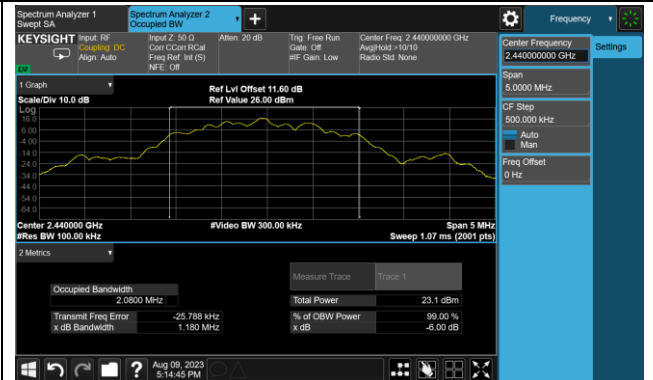 Spectrum Analyzer 1
Swept SA
Spectrum Analyzer 2
Occupied BW
+
Frequency
KEYSIGHT
Input: RF
Coupling: DC
Align: Auto
Input Z: 50 Ω
Corr CCorr RCal
Freq Ref: Int (S)
NFE: Off
Atten: 20 dB
Trig: Free Run
Gate: Off
#IF Gain: Low
Center Freq: 2.440000000 GHz
Avg|Hold:>10/10
Radio Std: None
Center Frequency
2.440000000 GHz
Settings
Span
5.0000 MHz
CF Step
500.000 kHz
Auto
Man
Freq Offset
0 Hz
1 Graph
Scale/Div 10.0 dB
Ref Lvl Offset 11.60 dB
Ref Value 26.00 dBm
Log
16.0
6.00
-4.00
-14.0
-24.0
-34.0
-44.0
-54.0
-64.0
Center 2.440000 GHz
#Res BW 100.00 kHz
#Video BW 300.00 kHz
Span 5 MHz
Sweep 1.07 ms (2001 pts)
2 Metrics
Measure Trace
Trace 1
Occupied Bandwidth
2.0800 MHz
Total Power
23.1 dBm
Transmit Freq Error
-25.788 kHz
% of OBW Power
99.00 %
x dB Bandwidth
1.180 MHz
x dB
-6.00 dB
?
Aug 09, 2023
5:14:45 PM